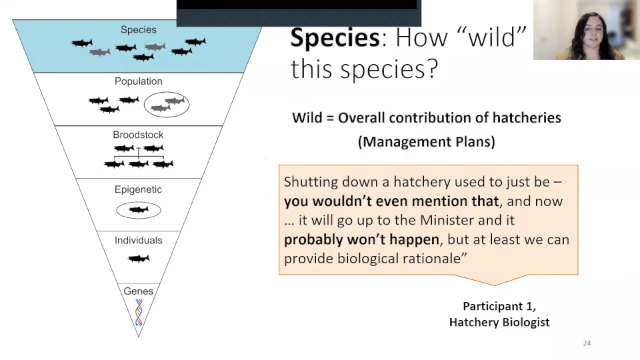 Species
Population
Broodstock
Epigenetic
Individuals
Genes
Species: How “wild”
this species?
Wild = Overall contribution of hatcheries
(Management Plans)
Shutting down a hatchery used to just be –
you wouldn’t even mention that, and now
… it will go up to the Minister and it
probably won’t happen, but at least we can
provide biological rationale”
Participant 1,
Hatchery Biologist
24